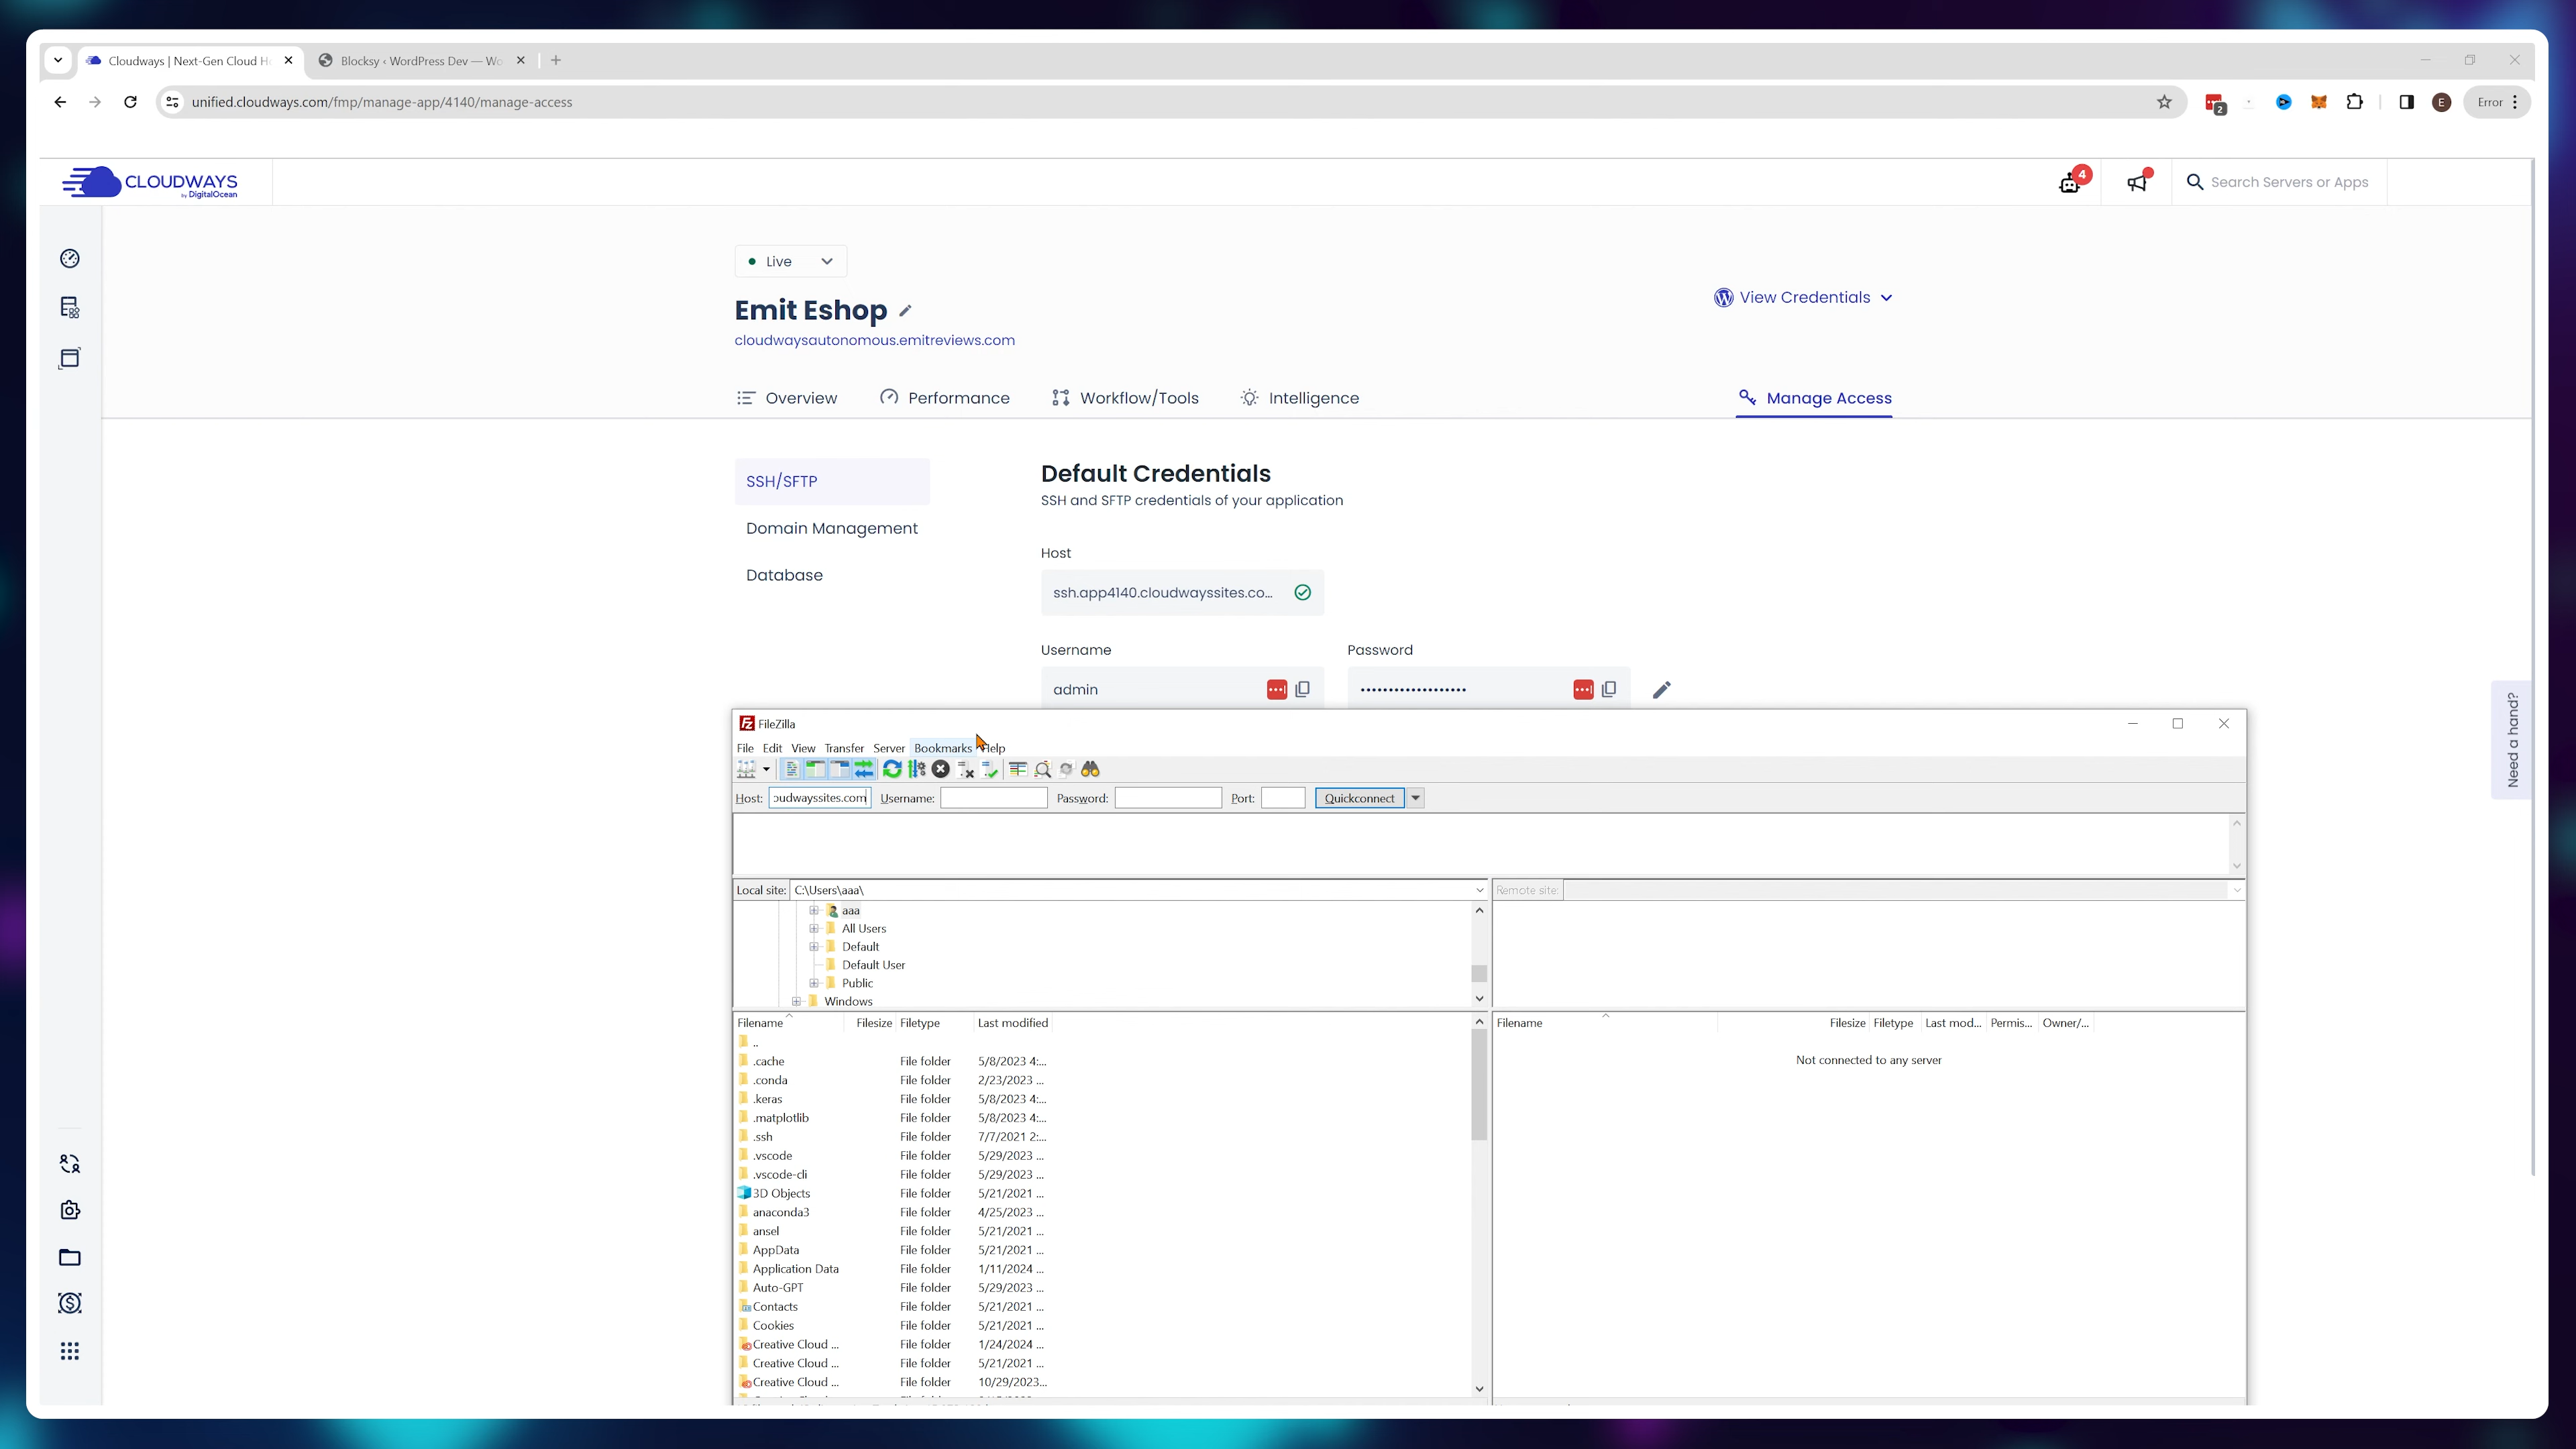 Cloudways | Next-Gen Cloud H
Blocksy ‹ WordPress Dev — Wo
unified.cloudways.com/fmp/manage-app/4140/manage-access
2
E
Error
CLOUDWAYS
by DigitalOcean
4
Search Servers or Apps
Live
Emit Eshop
cloudwaysautonomous.emitreviews.com
View Credentials
Overview
Performance
Workflow/Tools
Intelligence
Manage Access
SSH/SFTP
Domain Management
Database
Default Credentials
SSH and SFTP credentials of your application
Host
ssh.app4140.cloudwayssites.co...
Username
Password
admin
Need a hand?
FileZilla
File Edit View Transfer Server Bookmarks Help
Host: oudwayssites.com Username: Password: Port: Quickconnect
Local site: C:\Users\aaa\
Remote site:
aaa
All Users
Default
Default User
Public
Windows
Filename Filesize Filetype Last modified
..
.cache File folder 5/8/2023 4:...
.conda File folder 2/23/2023 ...
.keras File folder 5/8/2023 4:...
.matplotlib File folder 5/8/2023 4:...
.ssh File folder 7/7/2021 2:...
.vscode File folder 5/29/2023 ...
.vscode-cli File folder 5/29/2023 ...
3D Objects File folder 5/21/2021 ...
anaconda3 File folder 4/25/2023 ...
ansel File folder 5/21/2021 ...
AppData File folder 5/21/2021 ...
Application Data File folder 1/11/2024 ...
Auto-GPT File folder 5/29/2023 ...
Contacts File folder 5/21/2021 ...
Cookies File folder 5/21/2021 ...
Creative Cloud ... File folder 1/24/2024 ...
Creative Cloud ... File folder 5/21/2021 ...
Creative Cloud ... File folder 10/29/2023...
Filename Filesize Filetype Last mod... Permis... Owner/...
Not connected to any server